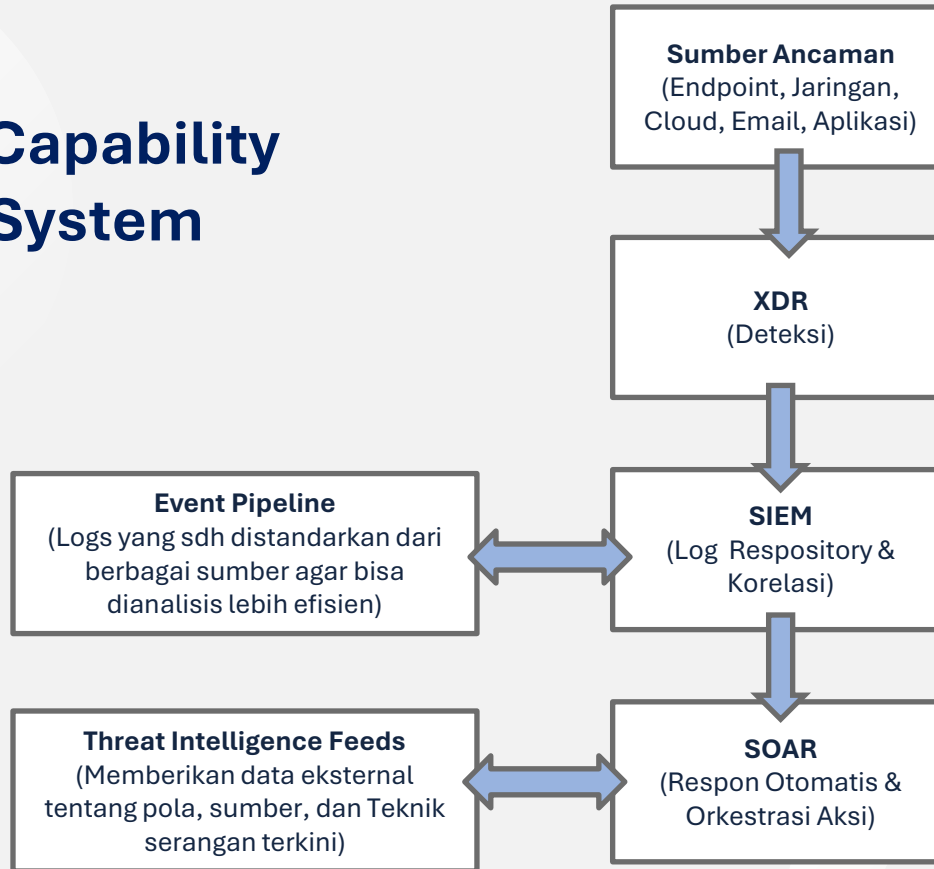 Capability
System
Sumber Ancaman
(Endpoint, Jaringan,
Cloud, Email, Aplikasi)
XDR
(Deteksi)
Event Pipeline
(Logs yang sdh distandarkan dari
berbagai sumber agar bisa
dianalisis lebih efisien)
SIEM
(Log Respository &
Korelasi)
Threat Intelligence Feeds
(Memberikan data eksternal
tentang pola, sumber, dan Teknik
serangan terkini)
SOAR
(Respon Otomatis &
Orkestrasi Aksi)